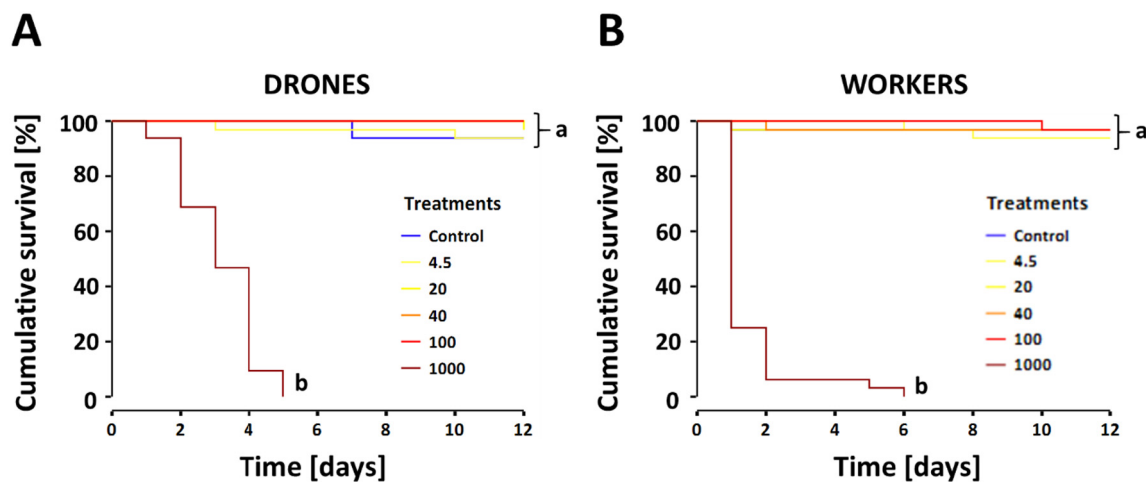 A
DRONES
Cumulative survival [%]
100
80
60
40
20
0
a
Treatments
Control
4.5
20
40
100
1000
b
0 2 4 6 8 10 12
Time [days]
B
WORKERS
Cumulative survival [%]
100
80
60
40
20
0
a
Treatments
Control
4.5
20
40
100
1000
b
0 2 4 6 8 10 12
Time [days]